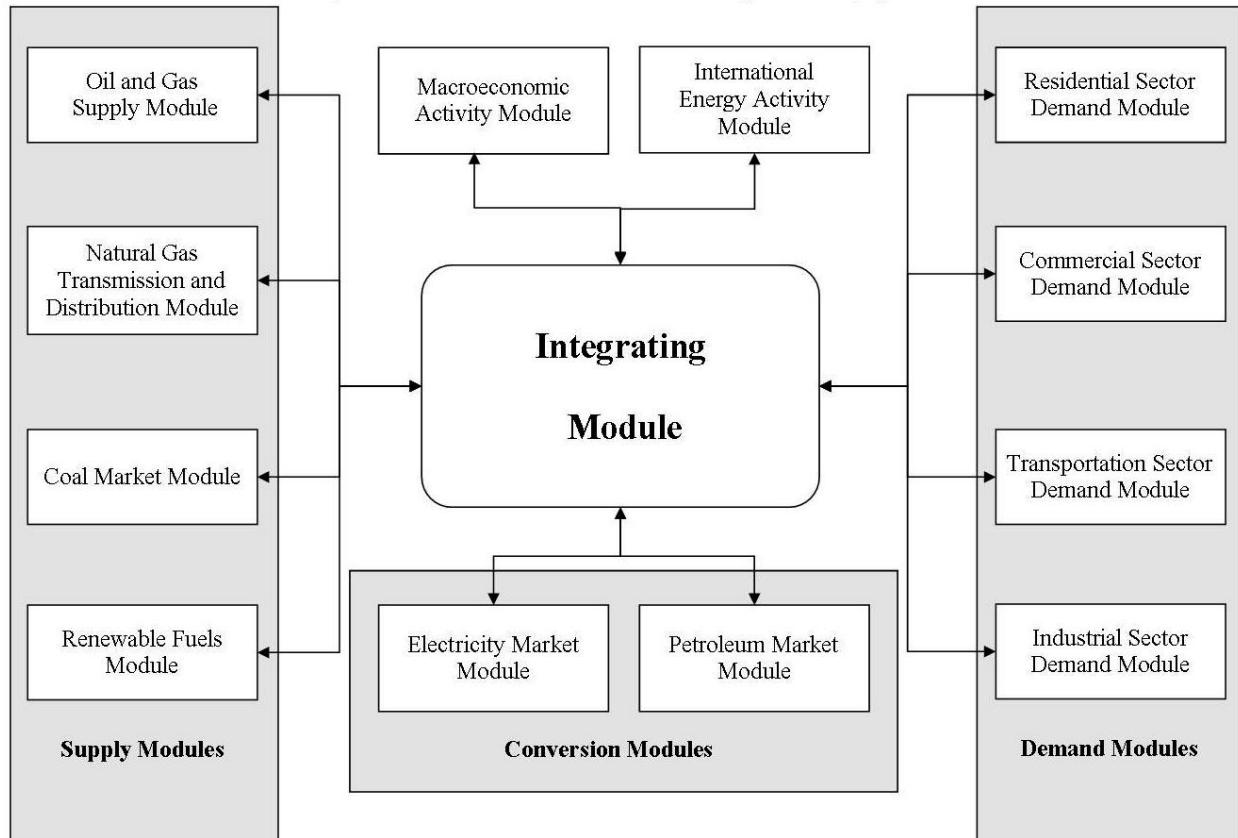 Oil and Gas
Supply Module
Natural Gas
Transmission and
Distribution Module
Coal Market Module
Renewable Fuels
Module
Supply Modules
Macroeconomic
Activity Module
International
Energy Activity
Module
Integrating
Module
Electricity Market
Module
Petroleum Market
Module
Conversion Modules
Residential Sector
Demand Module
Commercial Sector
Demand Module
Transportation Sector
Demand Module
Industrial Sector
Demand Module
Demand Modules